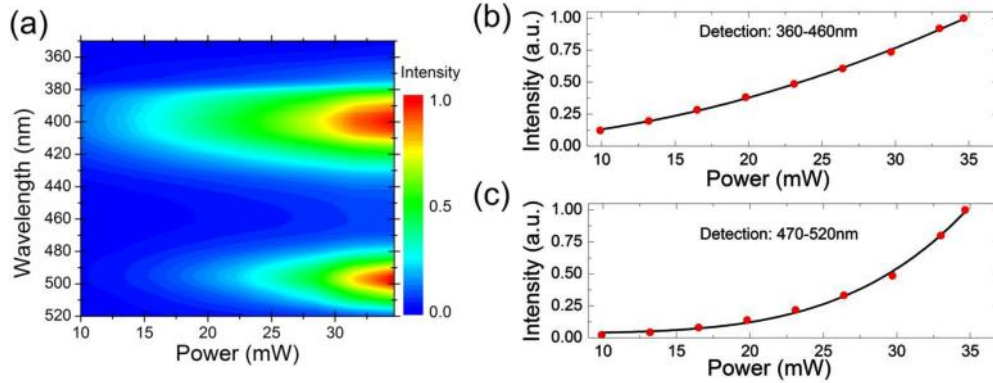 (a)
Intensity
360
380
400
420
440
460
480
500
520
Wavelength (nm)
10 15 20 25 30
Power (mW)
1.0
0.5
0.0
(b)
Detection: 360-460nm
1.00
0.75
0.50
0.25
0.00
Intensity (a.u.)
10 15 20 25 30 35
Power (mW)
(c)
Detection: 470-520nm
1.00
0.75
0.50
0.25
0.00
Intensity (a.u.)
10 15 20 25 30 35
Power (mW)